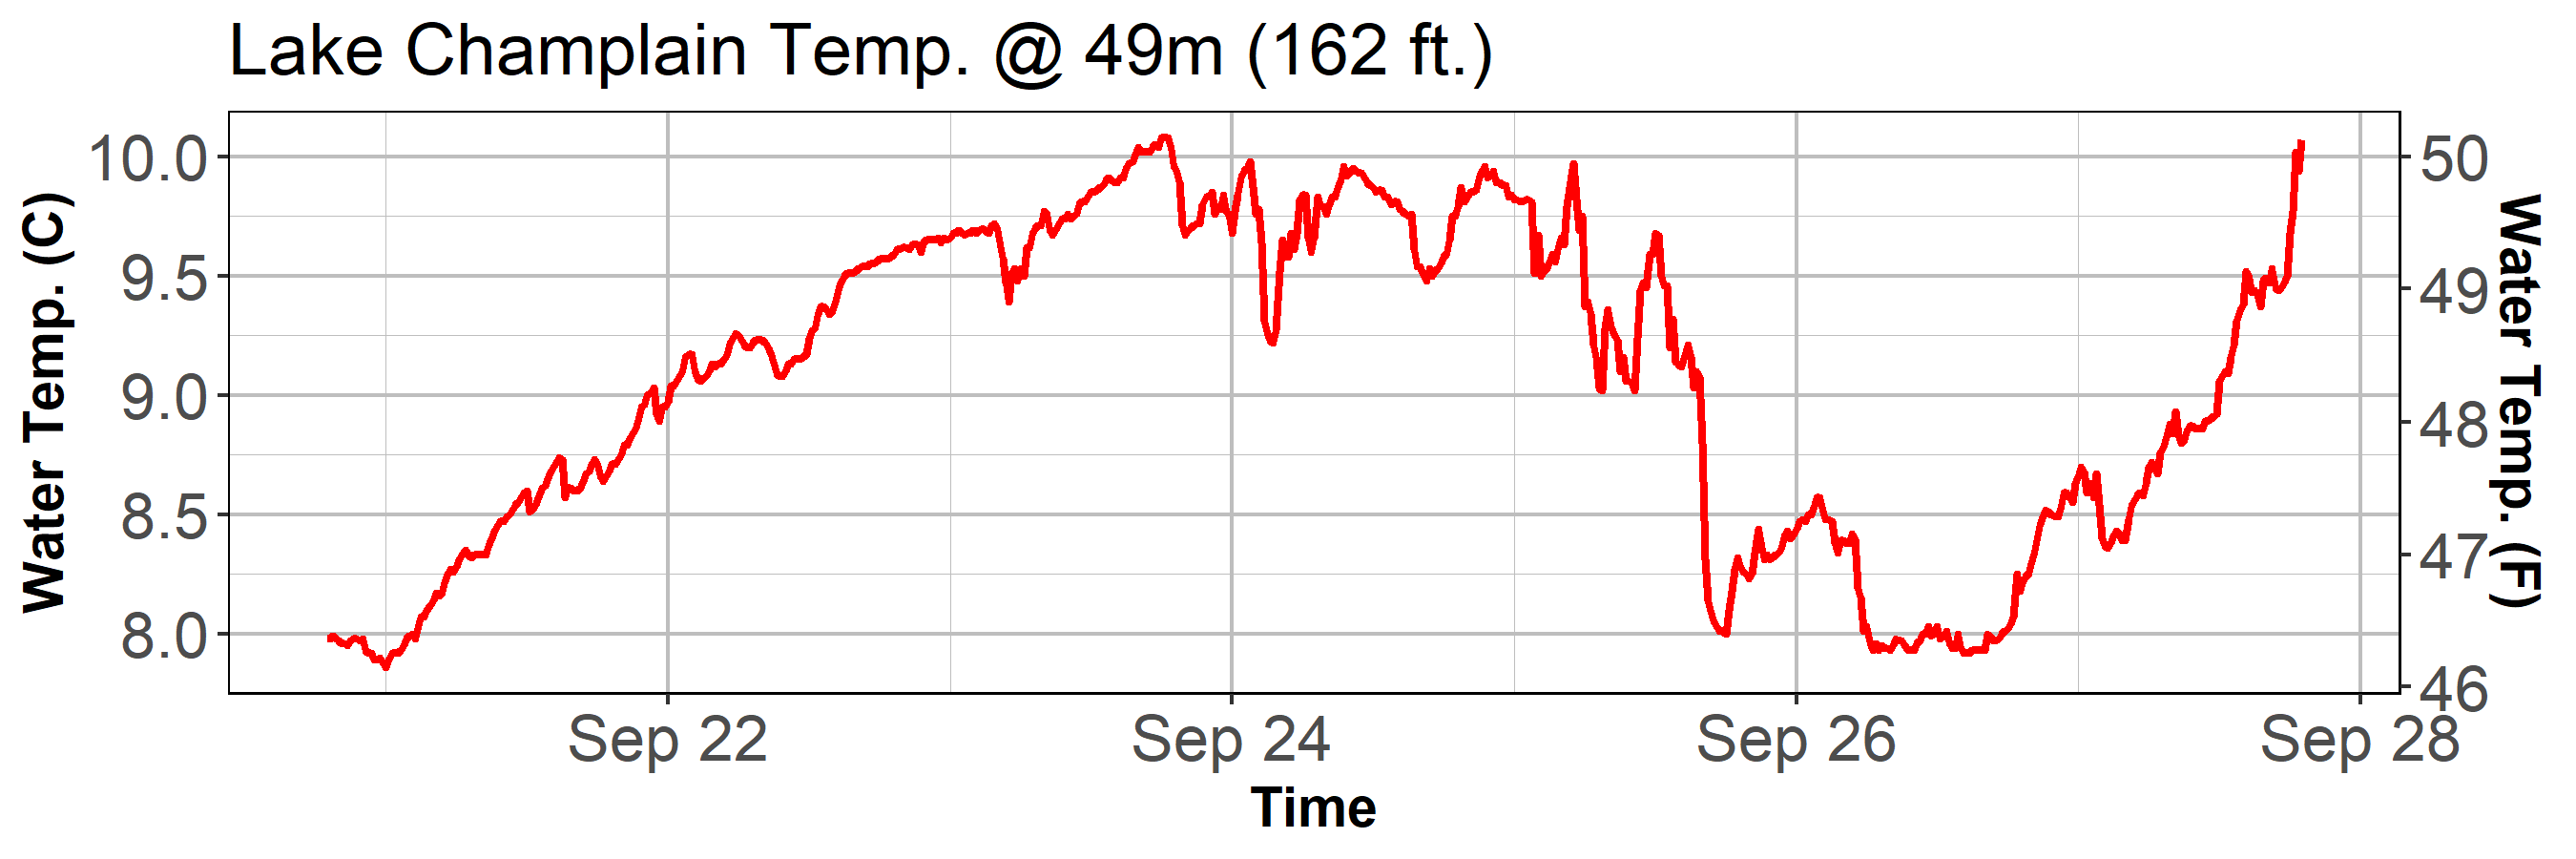 Lake Champlain Temp. @ 49m (162 ft.)
Water Temp. (C)
10.0
9.5
9.0
8.5
8.0
50
49
48
47
46
Water Temp. (F)
Sep 22 Sep 24 Sep 26 Sep 28
Time